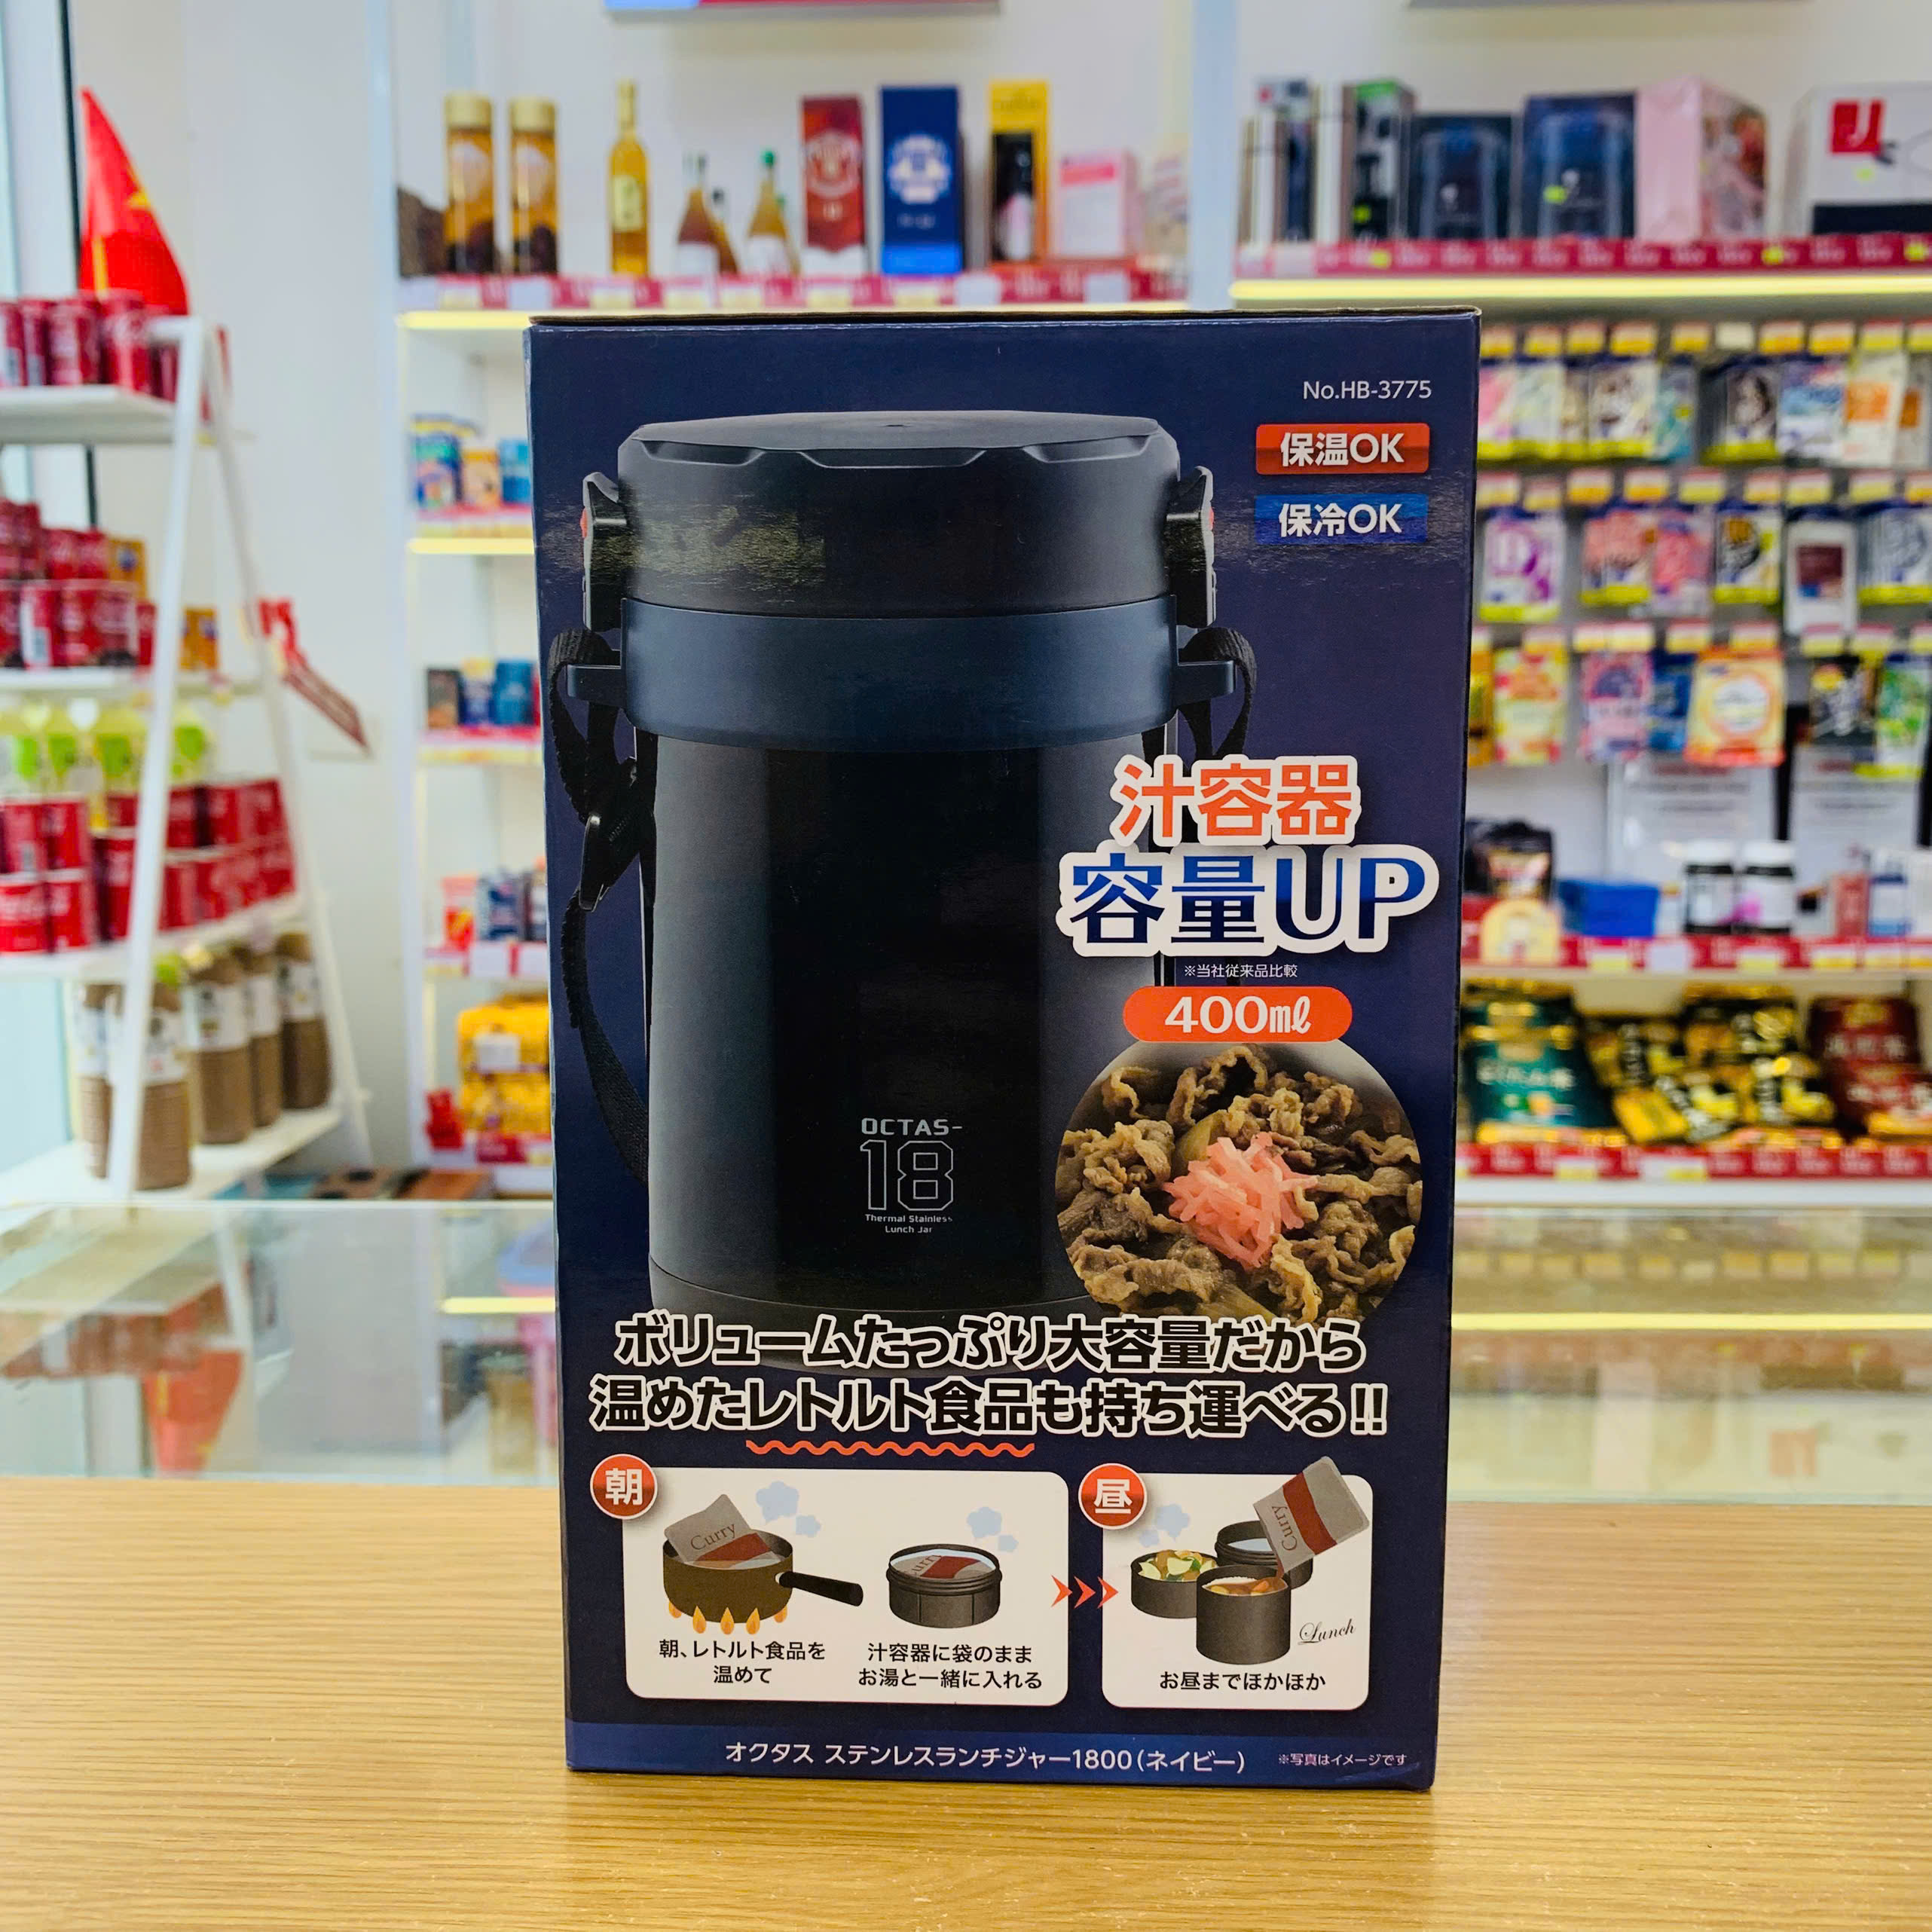 No.HB-3775
保温OK
保冷OK
汁容器
容量UP
※当社従来品比較
400㎖
OCTAS-
18
Thermal Stainless
Lunch Jar
ボリュームたっぷり大容量だから
温めたレトルト食品も持ち運べる!!
朝
Curry
朝、レトルト食品を
温めて
汁容器に袋のまま
お湯と一緒に入れる
昼
Curry
Lunch
お昼までほかほか
オクタス ステンレスランチジャー1800(ネイビー)
※写真はイメージです